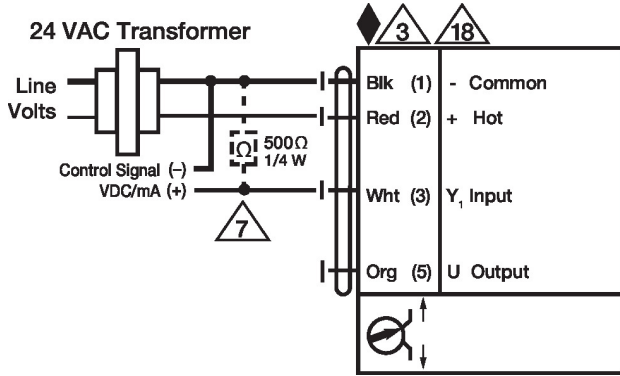 24 VAC Transformer
3
18
Line
Volts
Blk (1) - Common
Red (2) + Hot
Ω
500Ω
1/4 W
Control Signal (–)
VDC/mA (+)
Wht (3) Y₁ Input
7
Org (5) U Output